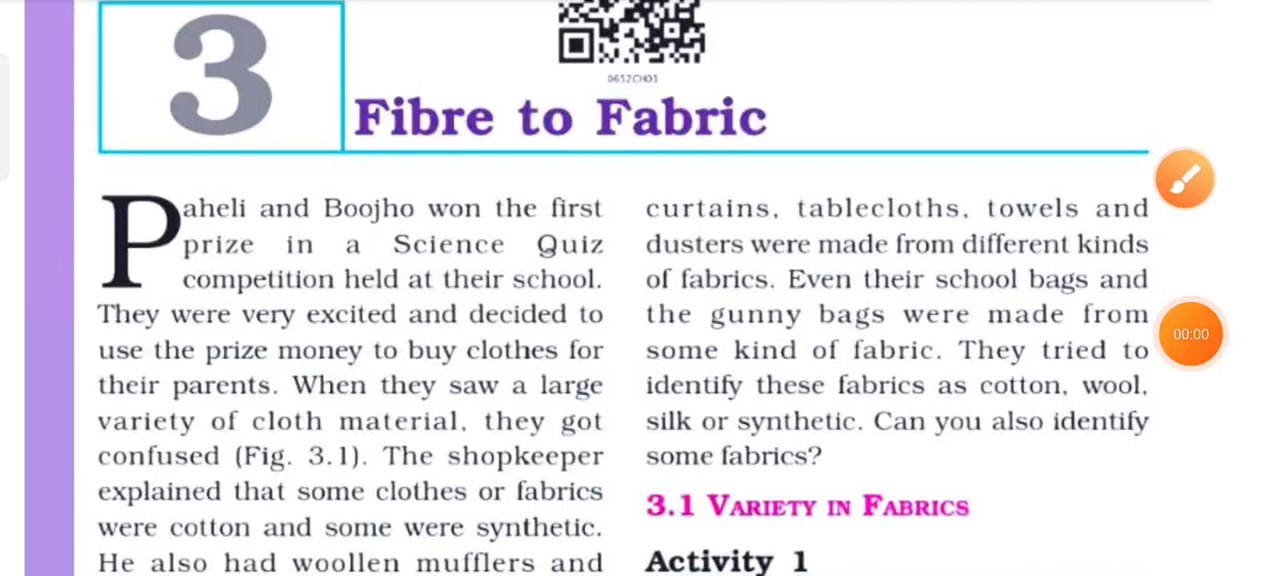 3
0652CH03
Fibre to Fabric
Paheli and Boojho won the first
prize in a Science Quiz
competition held at their school.
They were very excited and decided to
use the prize money to buy clothes for
their parents. When they saw a large
variety of cloth material, they got
confused (Fig. 3.1). The shopkeeper
explained that some clothes or fabrics
were cotton and some were synthetic.
He also had woollen mufflers and
curtains, tablecloths, towels and
dusters were made from different kinds
of fabrics. Even their school bags and
the gunny bags were made from
some kind of fabric. They tried to
identify these fabrics as cotton, wool,
silk or synthetic. Can you also identify
some fabrics?
3.1 VARIETY IN FABRICS
Activity 1
00:00